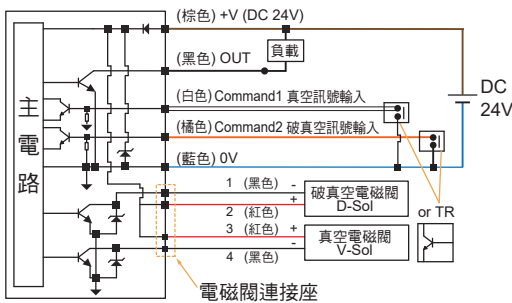 (棕色) +V (DC 24V)
負載
(黑色) OUT
(白色) Command1 真空訊號輸入
DC
24V
主電路
(橘色) Command2 破真空訊號輸入
(藍色) 0V
1 (黑色) -
破真空電磁閥
D-Sol
+
2 (紅色)
or TR
3 (紅色) +
真空電磁閥
V-Sol
-
4 (黑色)
電磁閥連接座